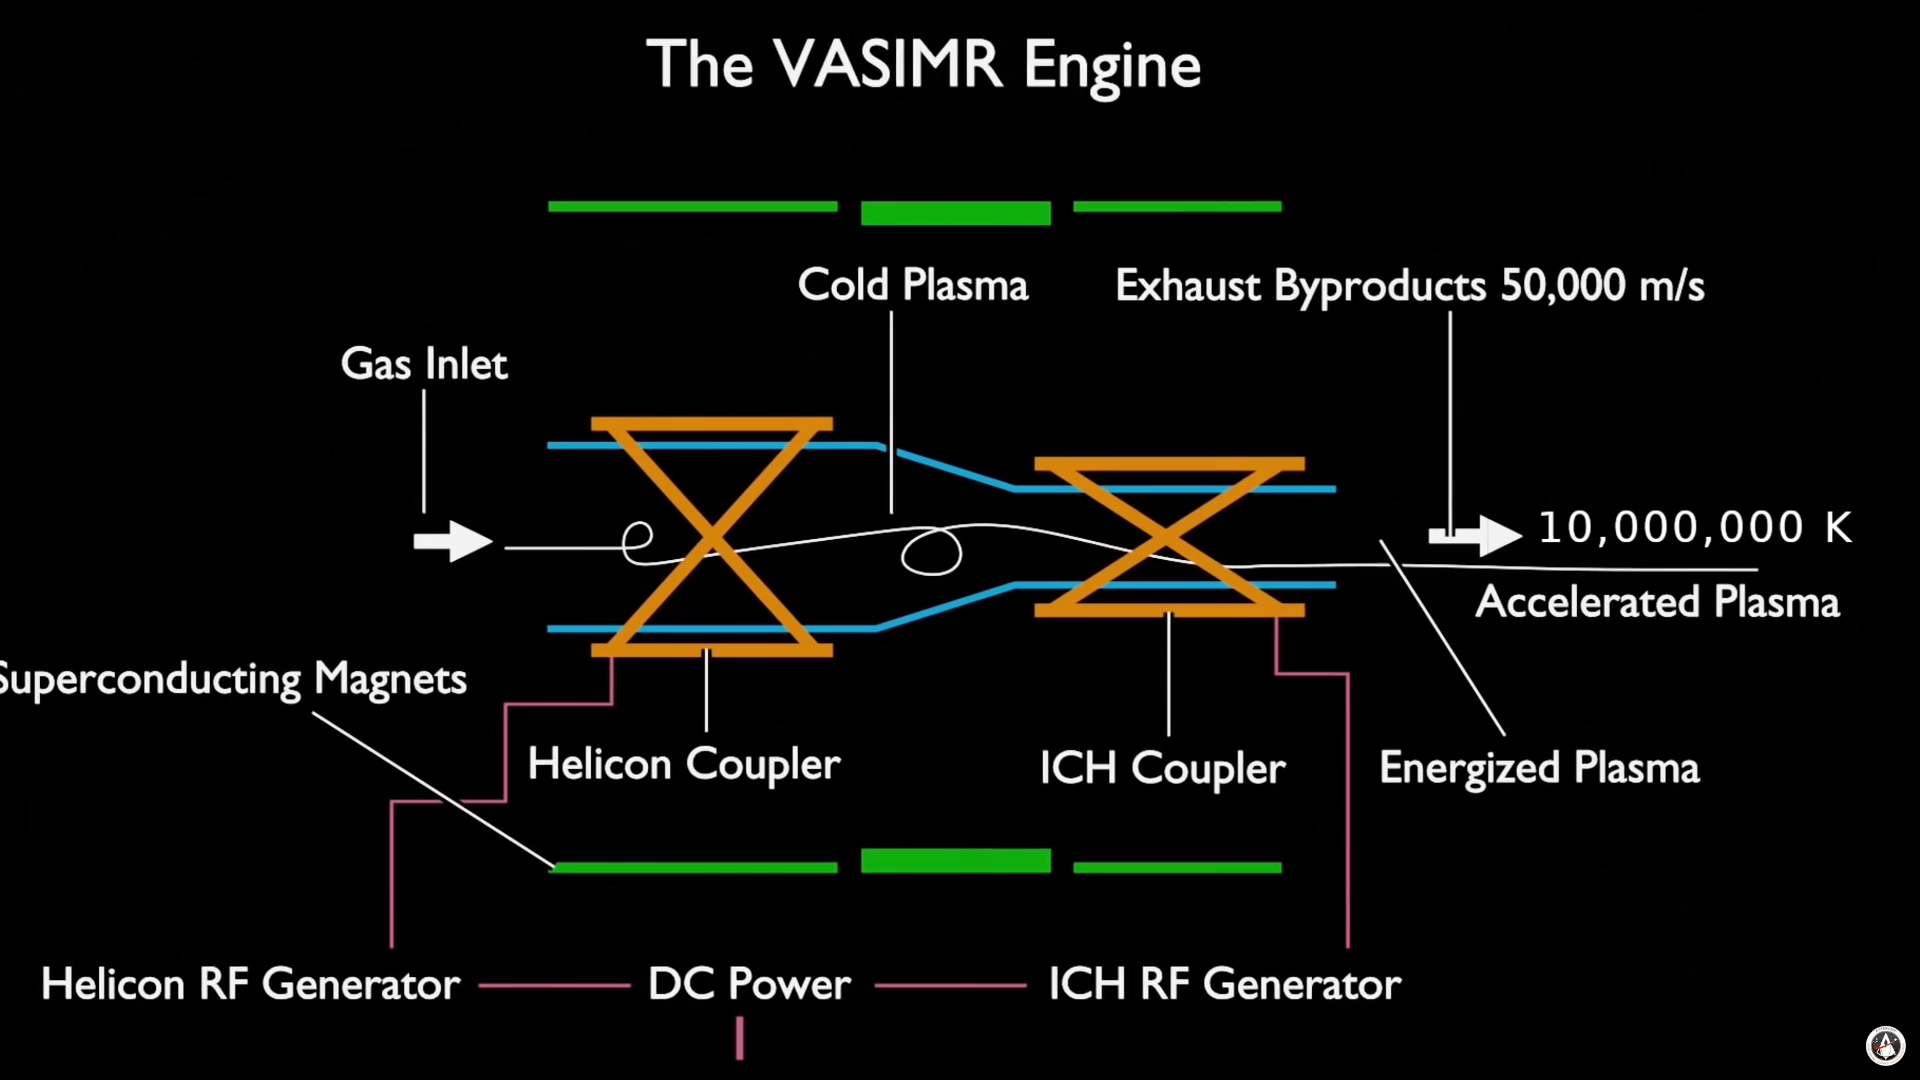 The VASIMR Engine
Cold Plasma
Exhaust Byproducts 50,000 m/s
Gas Inlet
10,000,000 K
Accelerated Plasma
Superconducting Magnets
Helicon Coupler
ICH Coupler
Energized Plasma
Helicon RF Generator
DC Power
ICH RF Generator